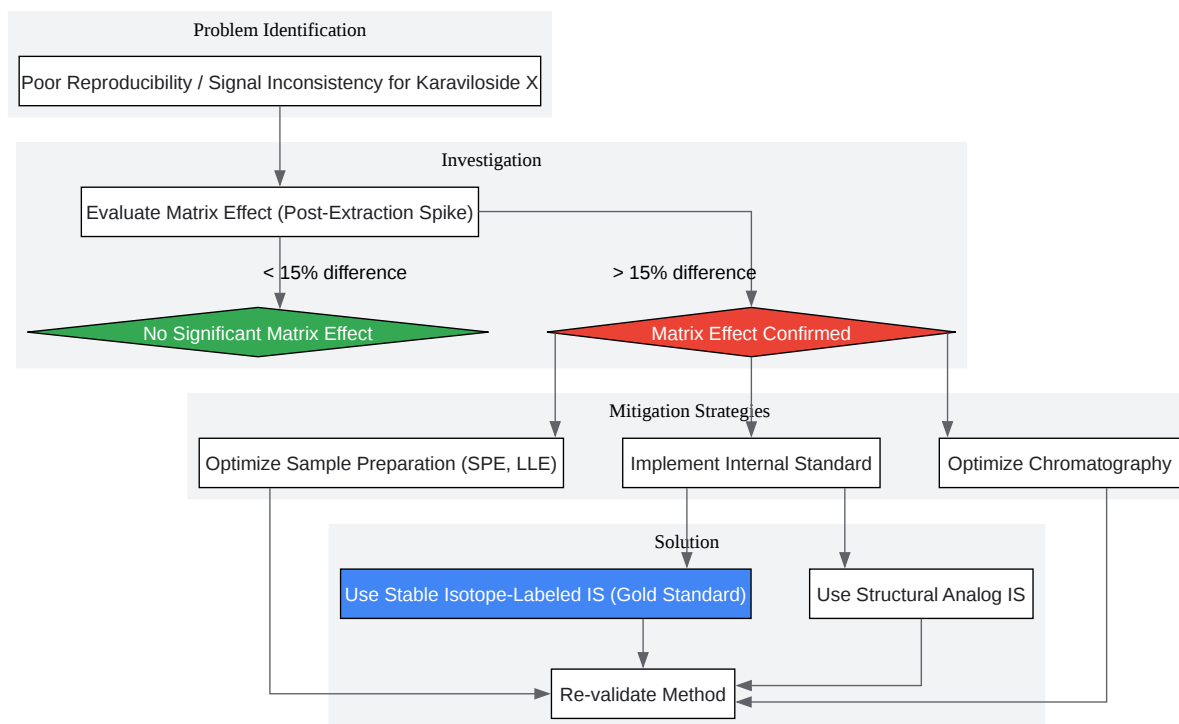 Problem Identification
Poor Reproducibility / Signal Inconsistency for Karaviloside X
Investigation
Evaluate Matrix Effect (Post-Extraction Spike)
< 15% difference
> 15% difference
No Significant Matrix Effect
Matrix Effect Confirmed
Mitigation Strategies
Optimize Sample Preparation (SPE, LLE)
Implement Internal Standard
Optimize Chromatography
Solution
Use Stable Isotope-Labeled IS (Gold Standard)
Use Structural Analog IS
Re-validate Method